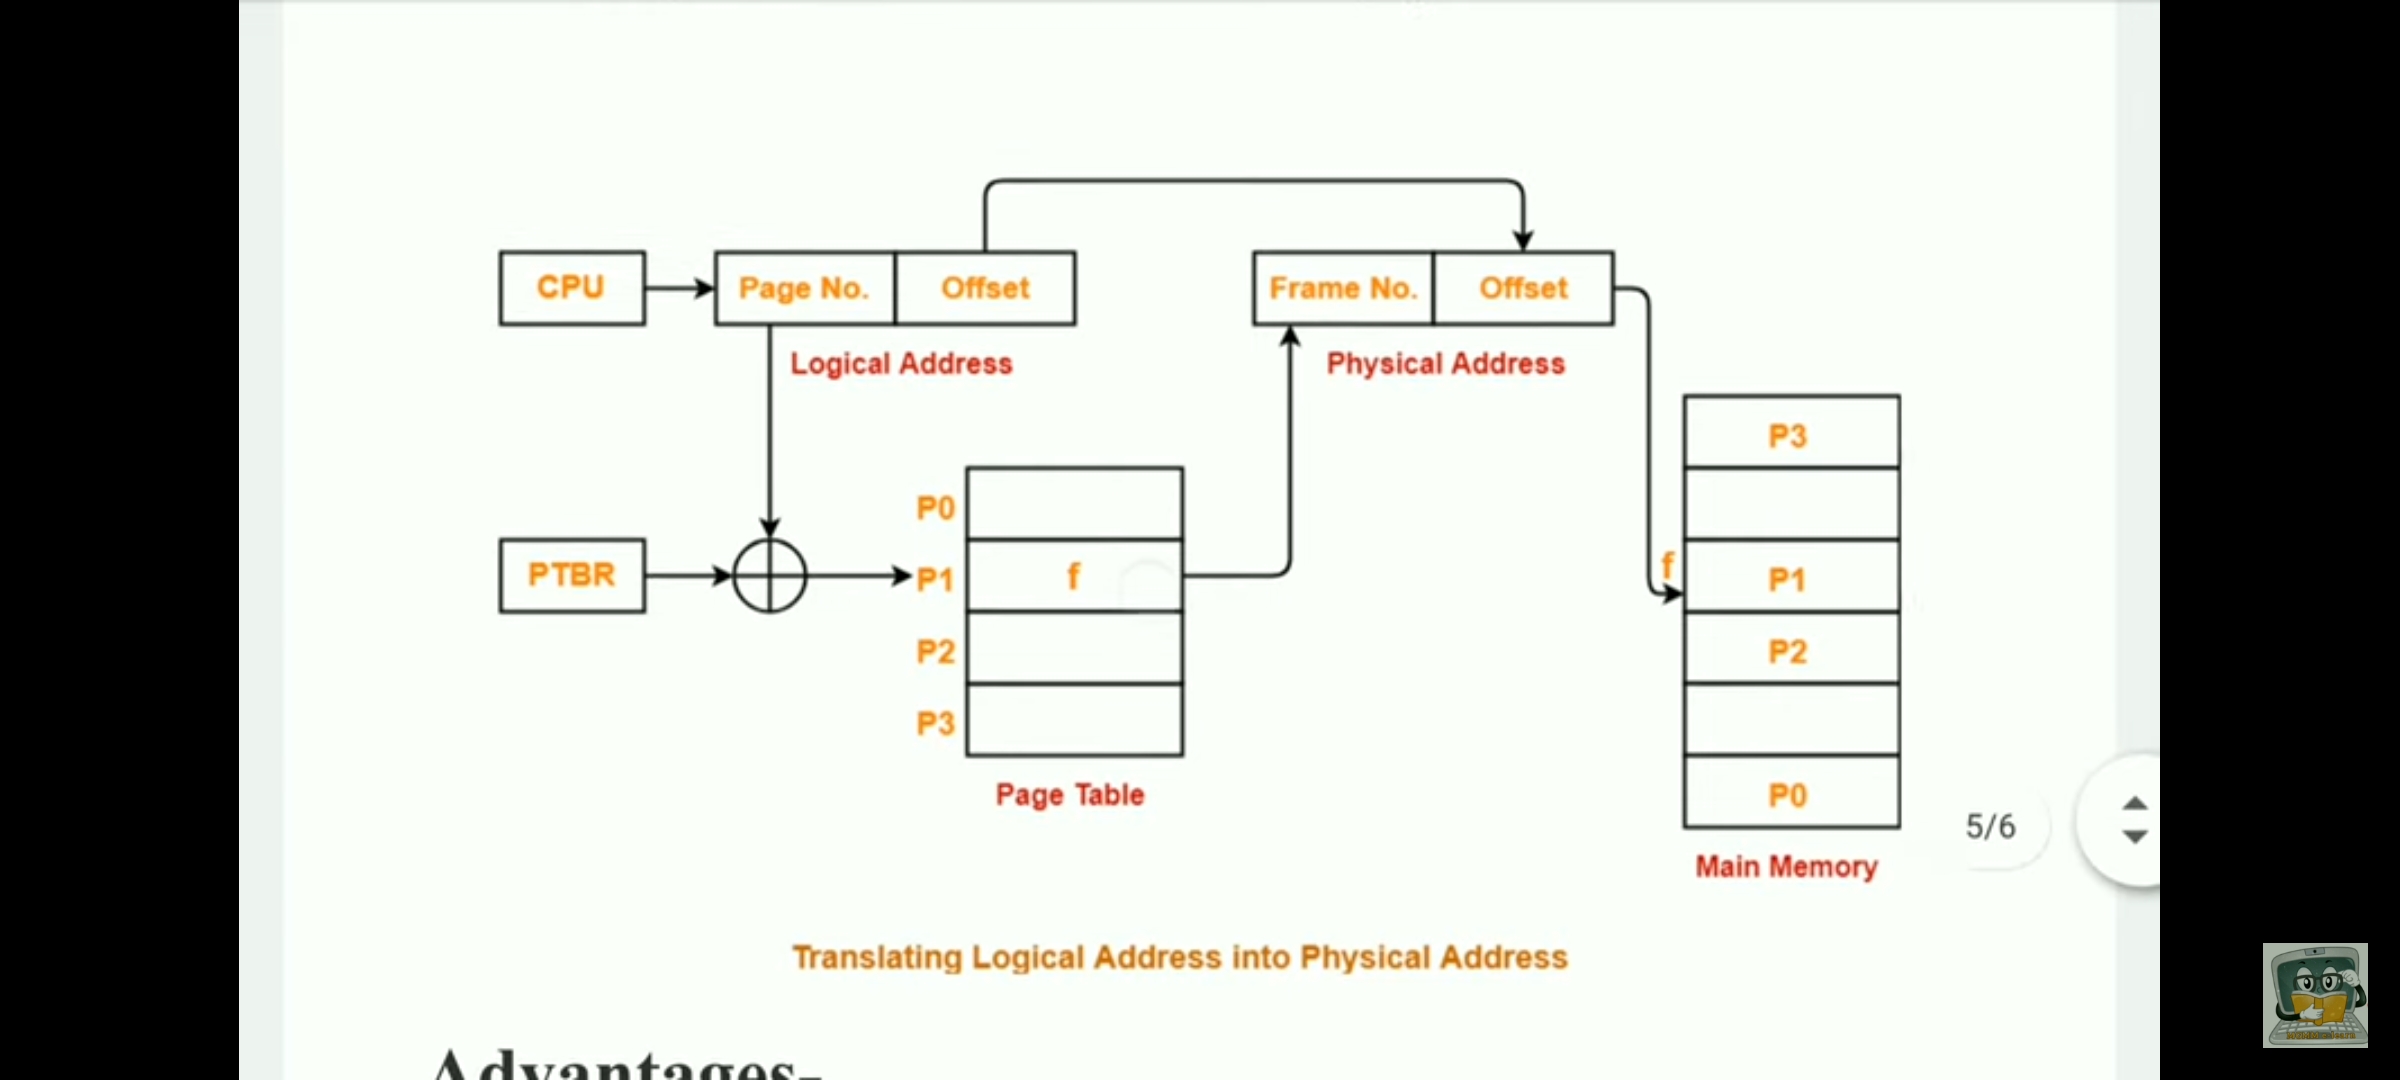 CPU
Page No.
Offset
Frame No.
Offset
Logical Address
Physical Address
P3
P0
PTBR
P1
f
f
P1
P2
P2
P3
Page Table
P0
5/6
Main Memory
Translating Logical Address into Physical Address
Advantages-